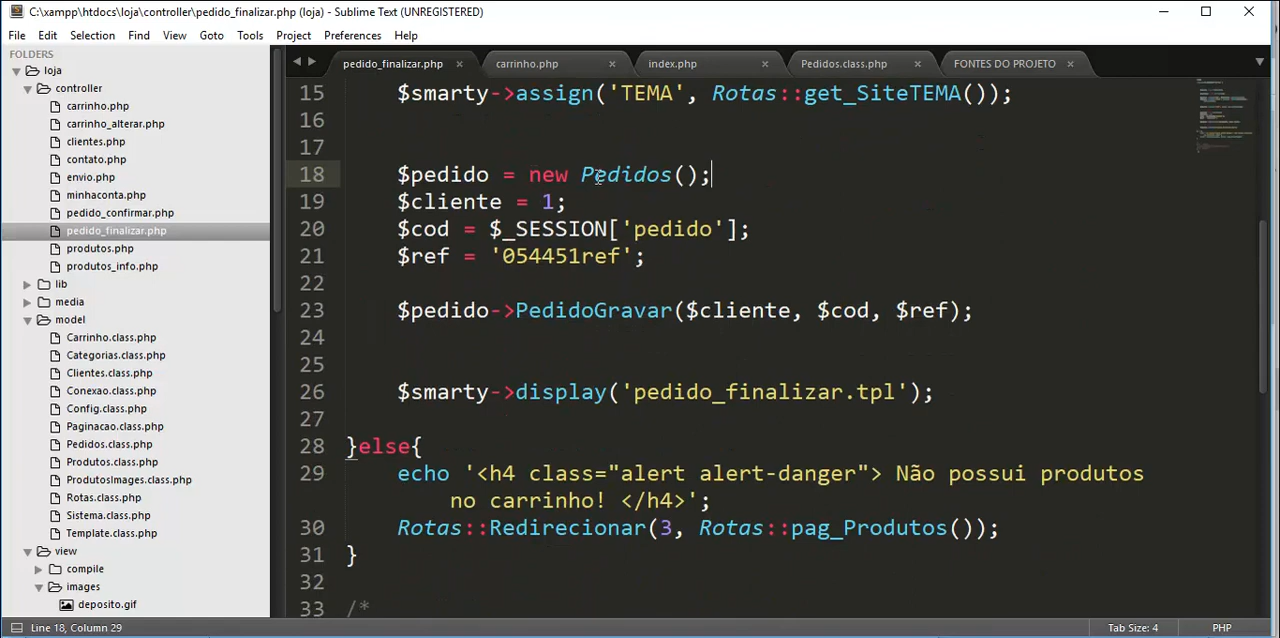 C:\xampp\htdocs\loja\controller\pedido_finalizar.php (loja) - Sublime Text (UNREGISTERED)
File Edit Selection Find View Goto Tools Project Preferences Help
FOLDERS
loja
controller
carrinho.php
carrinho_alterar.php
clientes.php
contato.php
envio.php
minhaconta.php
pedido_confirmar.php
pedido_finalizar.php
produtos.php
produtos_info.php
lib
media
model
Carrinho.class.php
Categorias.class.php
Clientes.class.php
Conexao.class.php
Config.class.php
Paginacao.class.php
Pedidos.class.php
Produtos.class.php
ProdutosImages.class.php
Rotas.class.php
Sistema.class.php
Template.class.php
view
compile
images
deposito.gif
pedido_finalizar.php × carrinho.php × index.php × Pedidos.class.php × FONTES DO PROJETO ×
15 $smarty->assign('TEMA', Rotas::get_SiteTEMA());
16
17
18 $pedido = new Pedidos();
19 $cliente = 1;
20 $cod = $_SESSION['pedido'];
21 $ref = '054451ref';
22
23 $pedido->PedidoGravar($cliente, $cod, $ref);
24
25
26 $smarty->display('pedido_finalizar.tpl');
27
28 }else{
29 echo '<h4 class="alert alert-danger"> Não possui produtos
no carrinho! </h4>';
30 Rotas::Redirecionar(3, Rotas::pag_Produtos());
31 }
32
33 /*
Line 18, Column 29 Tab Size: 4 PHP